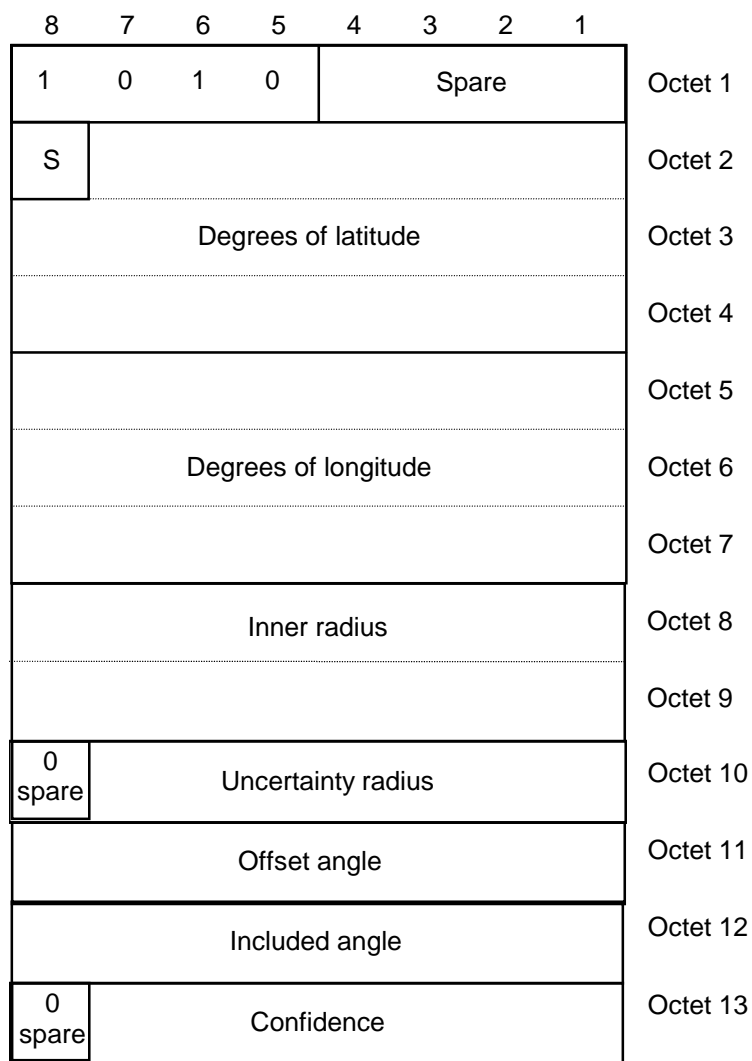 8 7 6 5 4 3 2 1
1 0 1 0 Spare Octet 1
S Octet 2
Degrees of latitude Octet 3
Octet 4
Octet 5
Degrees of longitude Octet 6
Octet 7
Inner radius Octet 8
Octet 9
0
spare Uncertainty radius Octet 10
Offset angle Octet 11
Included angle Octet 12
0
spare Confidence Octet 13